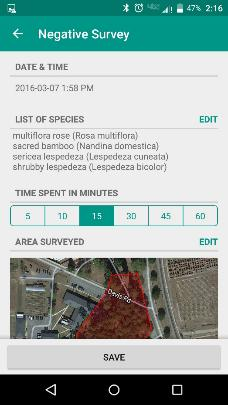 47% 2:16
Negative Survey
DATE & TIME
2016-03-07 1:58 PM
LIST OF SPECIES EDIT
multiflora rose (Rosa multiflora)
sacred bamboo (Nandina domestica)
sericea lespedeza (Lespedeza cuneata)
shrubby lespedeza (Lespedeza bicolor)
TIME SPENT IN MINUTES
5 10 15 30 45 60
AREA SURVEYED EDIT
Davis Rd
SAVE